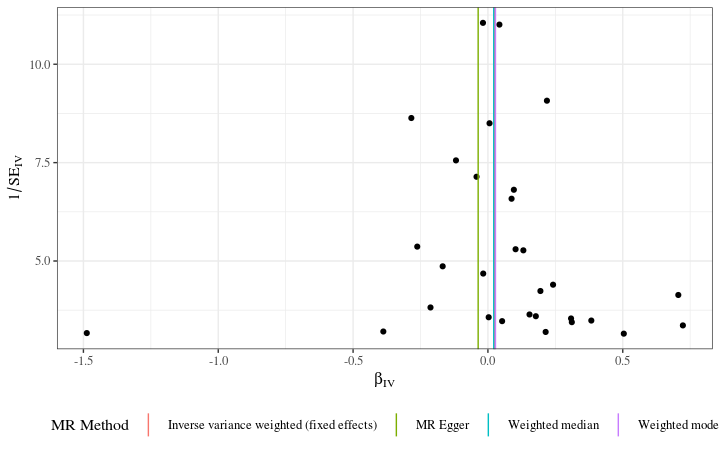 10.0
7.5
5.0
1/SE_IV
-1.5 -1.0 -0.5 0.0 0.5
β_IV
MR Method Inverse variance weighted (fixed effects) MR Egger Weighted median Weighted mode